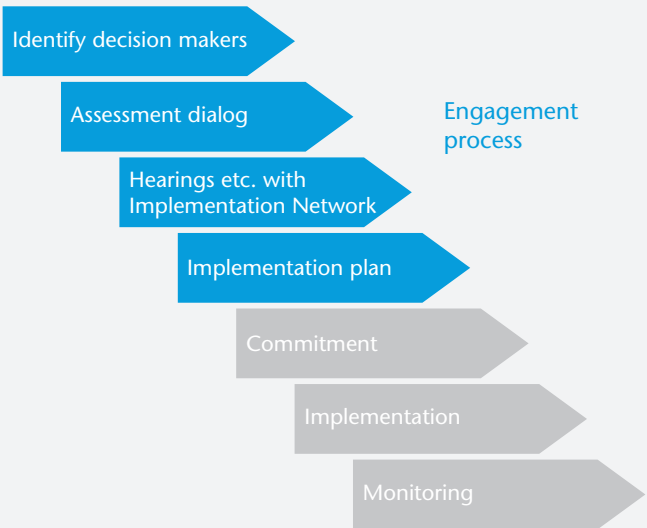 Identify decision makers
Assessment dialog
Engagement
process
Hearings etc. with
Implementation Network
Implementation plan
Commitment
Implementation
Monitoring